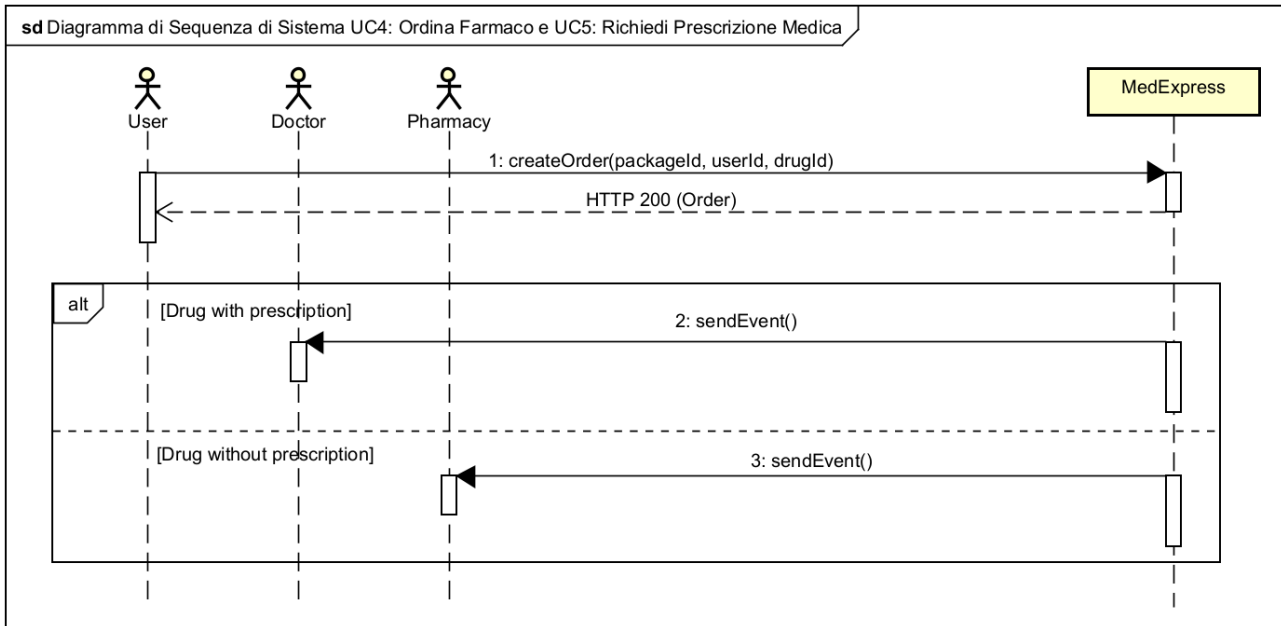 sd Diagramma di Sequenza di Sistema UC4: Ordina Farmaco e UC5: Richiedi Prescrizione Medica
User
Doctor
Pharmacy
MedExpress
1: createOrder(packageId, userId, drugId)
HTTP 200 (Order)
alt
[Drug with prescription]
2: sendEvent()
[Drug without prescription]
3: sendEvent()